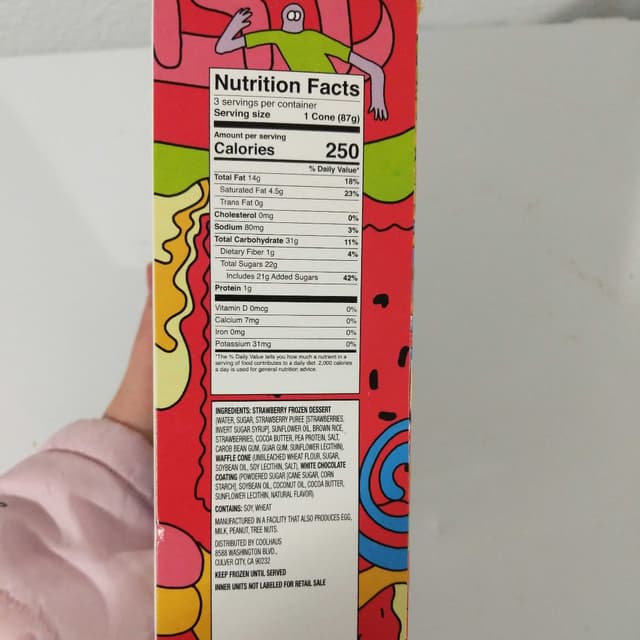 Nutrition Facts
3 servings per container
Serving size 1 Cone (87g)
Amount per serving
Calories 250
% Daily Value*
Total Fat 14g 18%
Saturated Fat 4.5g 23%
Trans Fat 0g
Cholesterol 0mg 0%
Sodium 80mg 3%
Total Carbohydrate 31g 11%
Dietary Fiber 1g 4%
Total Sugars 22g
Includes 21g Added Sugars 42%
Protein 1g
Vitamin D 0mcg 0%
Calcium 7mg 0%
Iron 0mg 0%
Potassium 31mg 0%
*The % Daily Value tells you how much a nutrient in a
serving of food contributes to a daily diet. 2,000 calories
a day is used for general nutrition advice.
INGREDIENTS: STRAWBERRY FROZEN DESSERT
(WATER, SUGAR, STRAWBERRY PUREE [STRAWBERRIES,
INVERT SUGAR SYRUP], SUNFLOWER OIL, BROWN RICE,
STRAWBERRIES, COCOA BUTTER, PEA PROTEIN, SALT,
CAROB BEAN GUM, GUAR GUM, SUNFLOWER LECITHIN),
WAFFLE CONE (UNBLEACHED WHEAT FLOUR, SUGAR,
SOYBEAN OIL, SOY LECITHIN, SALT), WHITE CHOCOLATE
COATING (POWDERED SUGAR [CANE SUGAR, CORN
STARCH], SOYBEAN OIL, COCONUT OIL, COCOA BUTTER,
SUNFLOWER LECITHIN, NATURAL FLAVOR).
CONTAINS: SOY, WHEAT
MANUFACTURED IN A FACILITY THAT ALSO PRODUCES EGG,
MILK, PEANUT, TREE NUTS.
DISTRIBUTED BY COOLHAUS
8588 WASHINGTON BLVD.,
CULVER CITY, CA 90232
KEEP FROZEN UNTIL SERVED
INNER UNITS NOT LABELED FOR RETAIL SALE